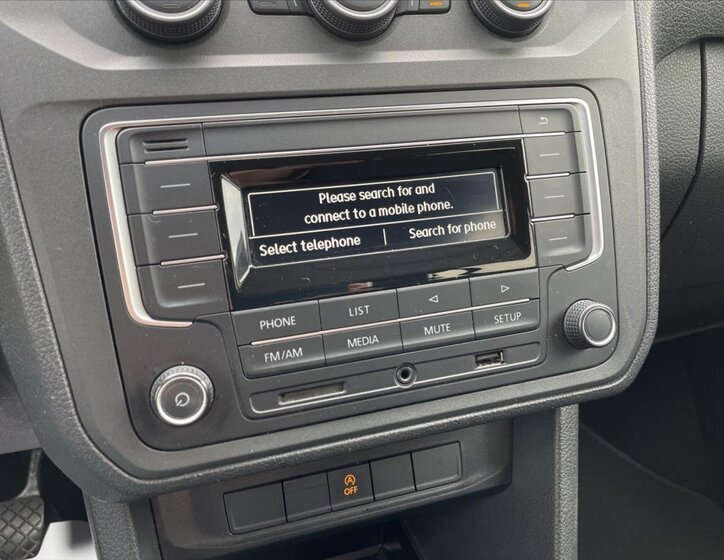 Please search for and
connect to a mobile phone.
Select telephone | Search for phone
PHONE LIST
FM/AM MEDIA MUTE SETUP
A
OFF